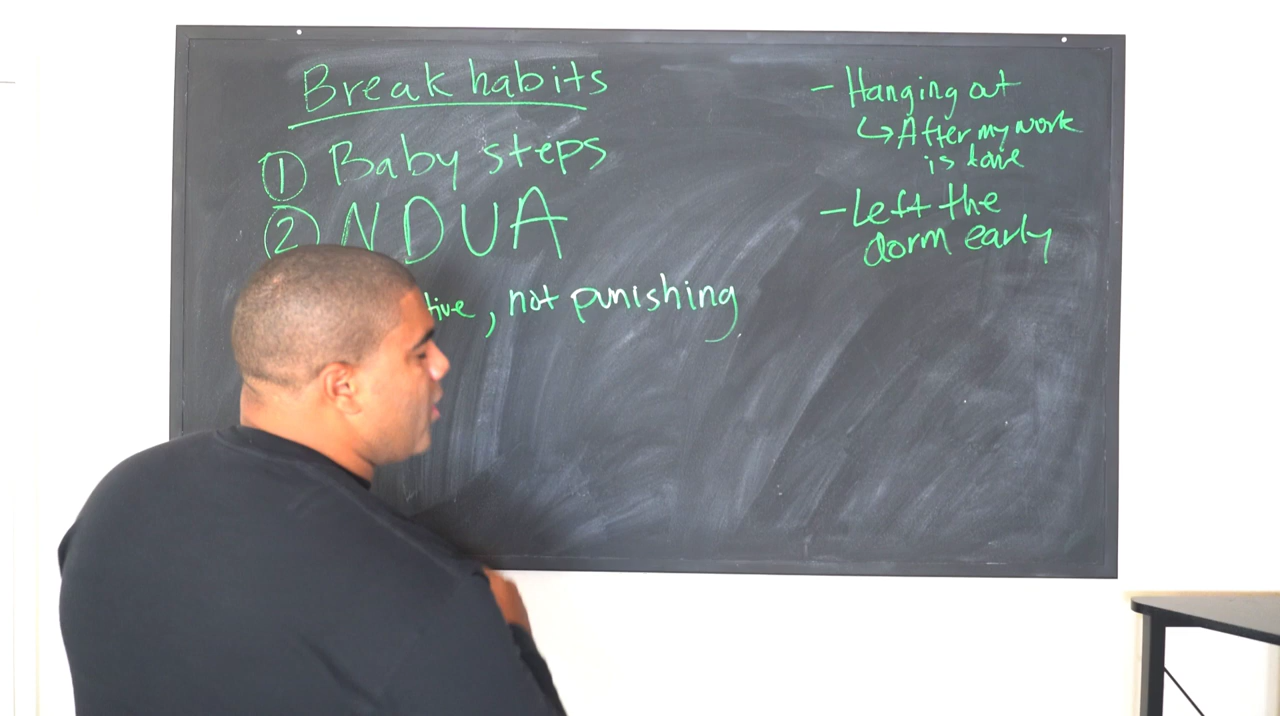 Break habits
① Baby steps
② NDUA
tive, not punishing
- Hanging out
↳ After my work
is done
- Left the
dorm early